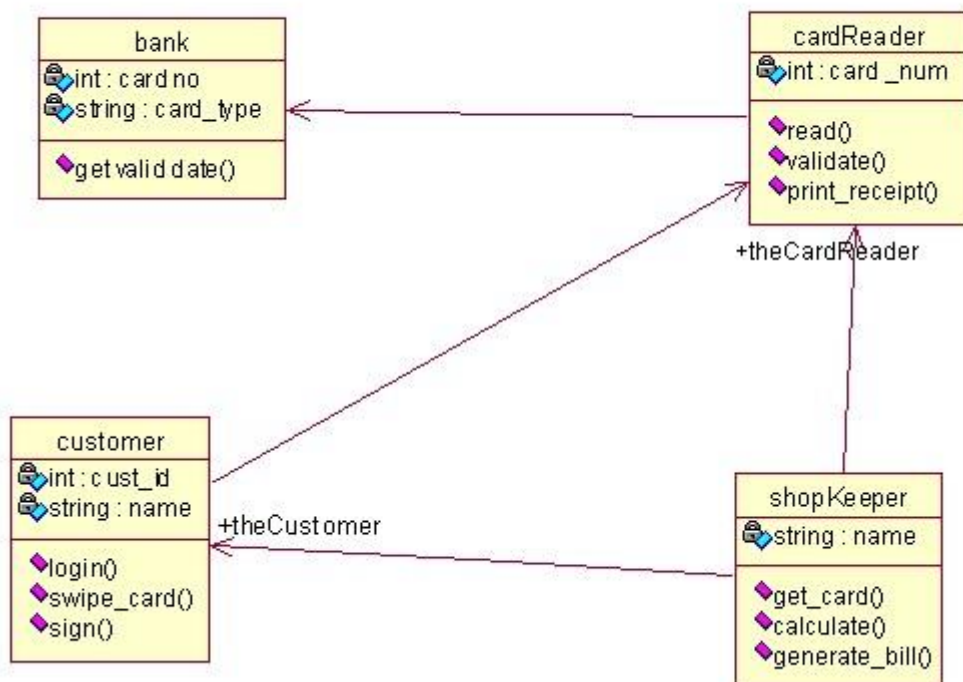 bank
int : card no
string : card_type
get valid date()
cardReader
int : card _num
read()
validate()
print_receipt()
+theCardReader
customer
int : cust_id
string : name
login()
swipe_card()
sign()
+theCustomer
shopKeeper
string : name
get_card()
calculate()
generate_bill()